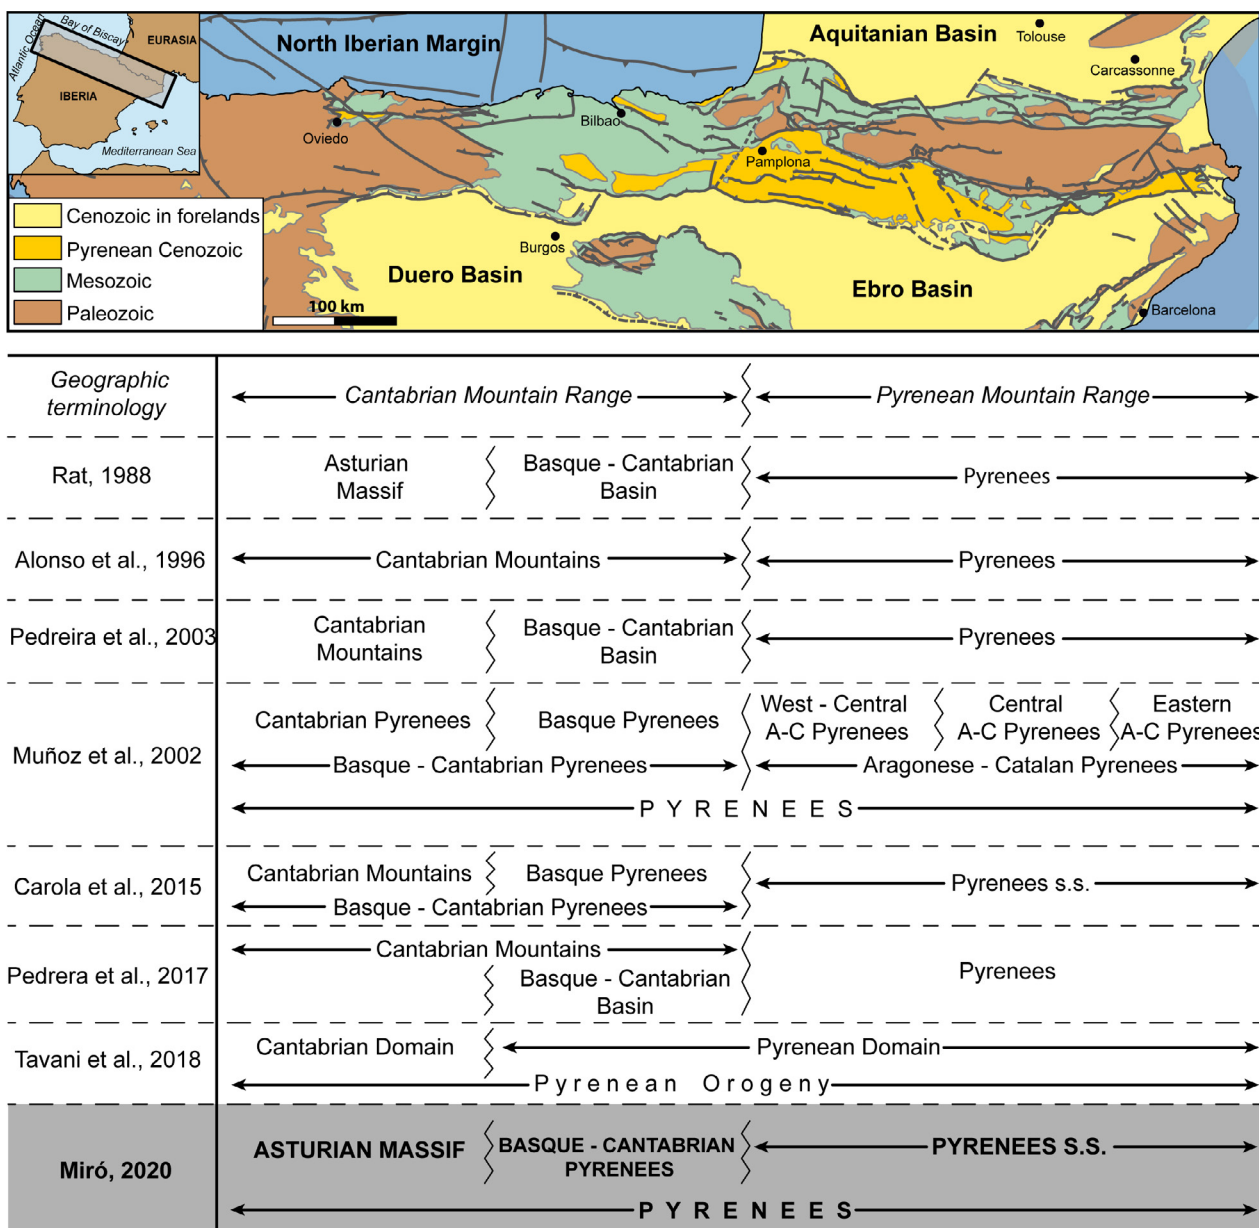 Atlantic Ocean
Bay of Biscay
EURASIA
IBERIA
Mediterranean Sea
North Iberian Margin
Aquitanian Basin
Tolouse
Carcassonne
Oviedo
Bilbao
Pamplona
Burgos
Duero Basin
Ebro Basin
Barcelona
Cenozoic in forelands
Pyrenean Cenozoic
Mesozoic
Paleozoic
100 km
Geographic
terminology
Cantabrian Mountain Range
Pyrenean Mountain Range
Rat, 1988
Asturian
Massif
Basque - Cantabrian
Basin
Pyrenees
Alonso et al., 1996
Cantabrian Mountains
Pyrenees
Pedreira et al., 2003
Cantabrian
Mountains
Basque - Cantabrian
Basin
Pyrenees
Muñoz et al., 2002
Cantabrian Pyrenees
Basque Pyrenees
West - Central
A-C Pyrenees
Central
A-C Pyrenees
Eastern
A-C Pyrenees
Basque - Cantabrian Pyrenees
Aragonese - Catalan Pyrenees
P Y R E N E E S
Carola et al., 2015
Cantabrian Mountains
Basque Pyrenees
Basque - Cantabrian Pyrenees
Pyrenees s.s.
Pedrera et al., 2017
Cantabrian Mountains
Basque - Cantabrian
Basin
Pyrenees
Tavani et al., 2018
Cantabrian Domain
Pyrenean Domain
Pyrenean Orogeny
Miró, 2020
ASTURIAN MASSIF
BASQUE - CANTABRIAN
PYRENEES
PYRENEES S.S.
P Y R E N E E S